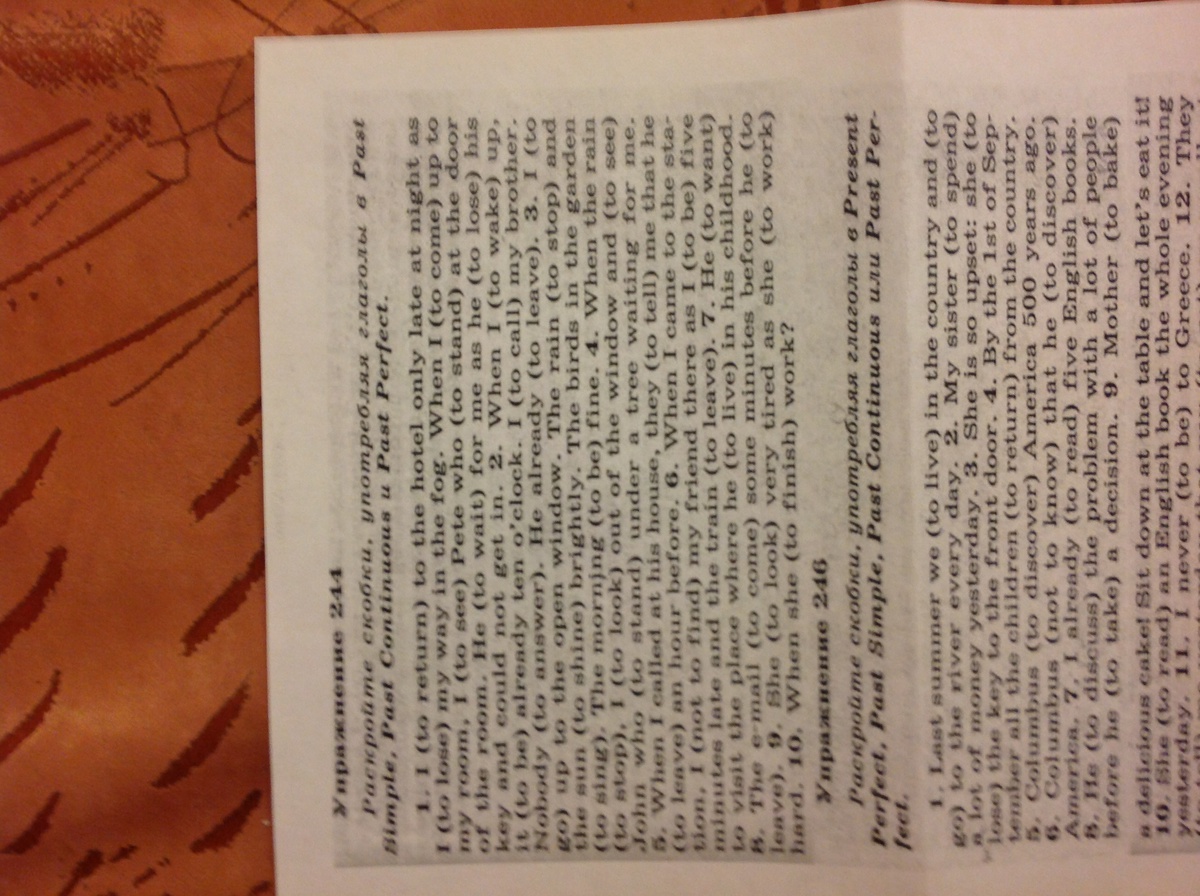 Упражнение 244
Раскройте скобки, употребляя глаголы в Past
Simple, Past Continuous и Past Perfect.
1. I (to return) to the hotel only late at night as
I (to lose) my way in the fog. When I (to come) up to
my room, I (to see) Pete who (to stand) at the door
of the room. He (to wait) for me as he (to lose) his
key and could not get in. 2. When I (to wake) up,
it (to be) already ten o'clock. I (to call) my brother.
Nobody (to answer). He already (to leave). 3. I (to
go) up to the open window. The rain (to stop) and
the sun (to shine) brightly. The birds in the garden
(to sing). The morning (to be) fine. 4. When the rain
(to stop), I (to look) out of the window and (to see)
John who (to stand) under a tree waiting for me.
5. When I called at his house, they (to tell) me that he
(to leave) an hour before. 6. When I came to the sta-
tion, I (not to find) my friend there as I (to be) five
minutes late and the train (to leave). 7. He (to want)
to visit the place where he (to live) in his childhood.
8. The e-mail (to come) some minutes before he (to
leave). 9. She (to look) very tired as she (to work)
hard. 10. When she (to finish) work?
Упражнение 246
Раскройте скобки, употребляя глаголы в Present
Perfect, Past Simple, Past Continuous или Past Per-
fect.
1. Last summer we (to live) in the country and (to
go) to the river every day. 2. My sister (to spend)
a lot of money yesterday. 3. She is so upset: she (to
lose) the key to the front door. 4. By the 1st of Sep-
tember all the children (to return) from the country.
5. Columbus (to discover) America 500 years ago.
6. Columbus (not to know) that he (to discover)
America. 7. I already (to read) five English books.
8. He (to discuss) the problem with a lot of people
before he (to take) a decision. 9. Mother (to bake)
a delicious cake! Sit down at the table and let's eat it!
10. She (to read) an English book the whole evening
yesterday. 11. I never (to be) to Greece. 12. They